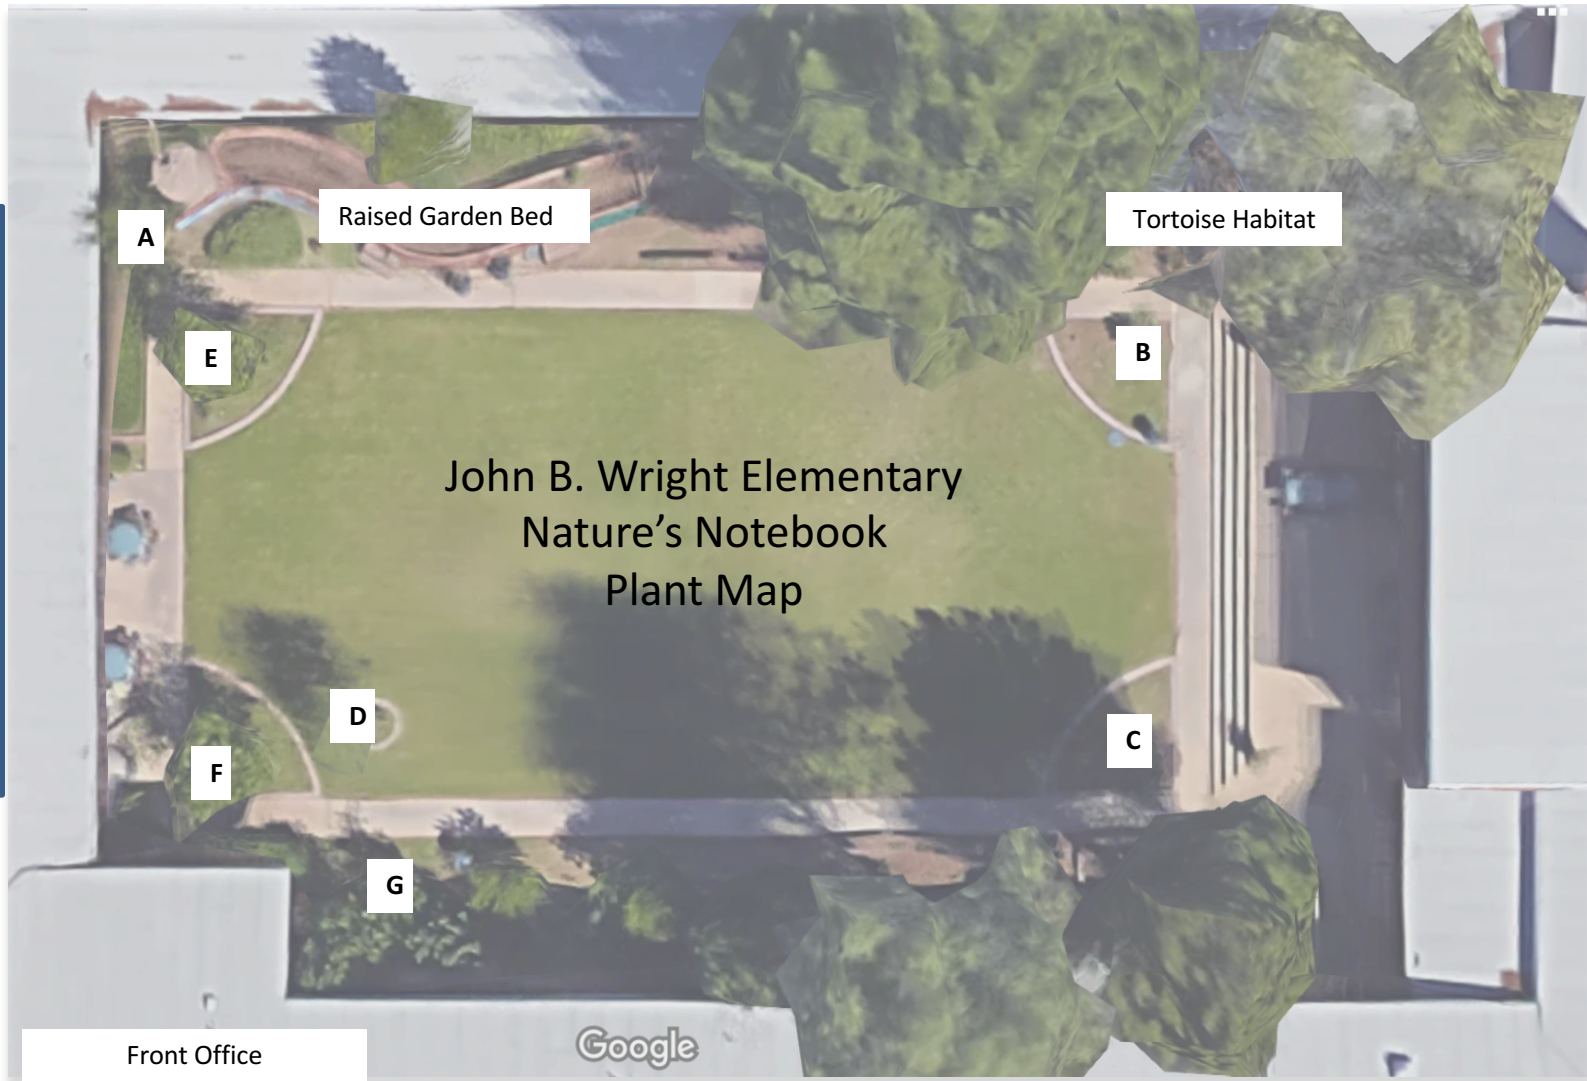 Raised Garden Bed
Tortoise Habitat
A
B
E
John B. Wright Elementary
Nature's Notebook
Plant Map
D
C
F
G
Front Office
Google